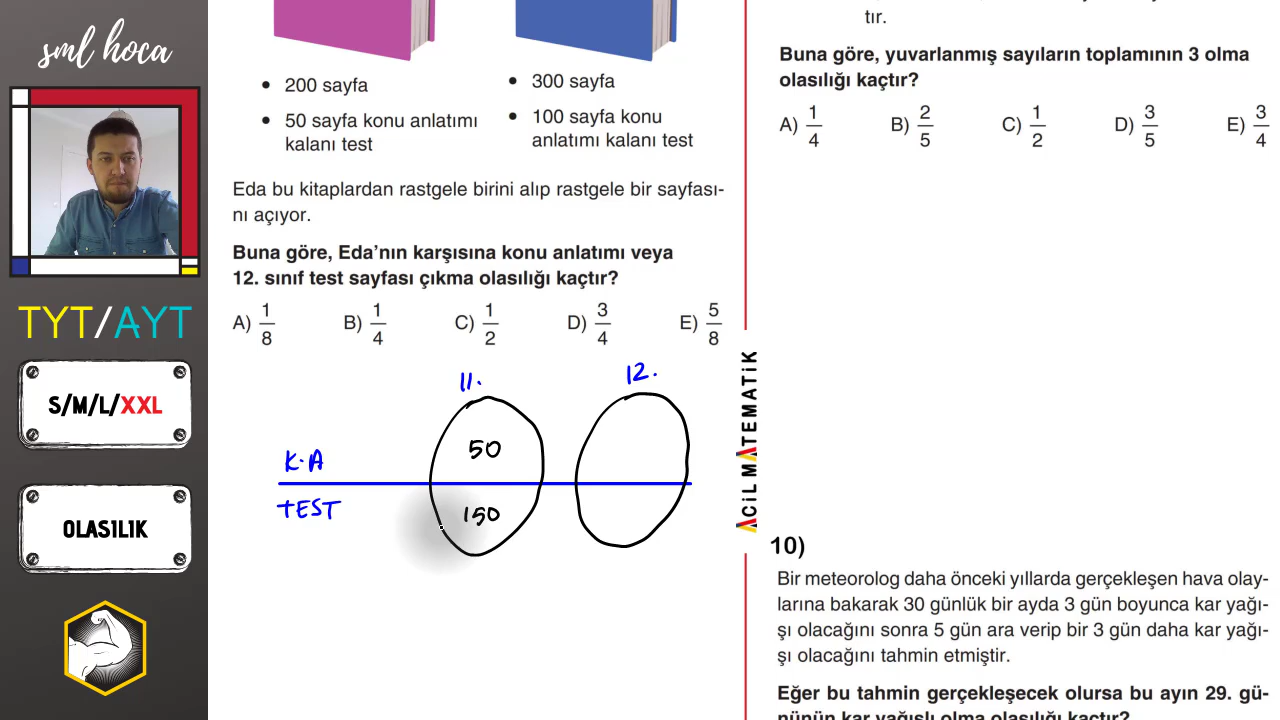 sml hoca
TYT/AYT
S/M/L/XXL
OLASILIK
• 200 sayfa
• 50 sayfa konu anlatımı
kalanı test
• 300 sayfa
• 100 sayfa konu
anlatımı kalanı test
Eda bu kitaplardan rastgele birini alıp rastgele bir sayfası-
nı açıyor.
Buna göre, Eda’nın karşısına konu anlatımı veya
12. sınıf test sayfası çıkma olasılığı kaçtır?
A) 1/8 B) 1/4 C) 1/2 D) 3/4 E) 5/8
11. 12.
K.A 50
TEST 150
ACİL MATEMATİK
tır.
Buna göre, yuvarlanmış sayıların toplamının 3 olma
olasılığı kaçtır?
A) 1/4 B) 2/5 C) 1/2 D) 3/5 E) 3/4
10)
Bir meteorolog daha önceki yıllarda gerçekleşen hava olay-
larına bakarak 30 günlük bir ayda 3 gün boyunca kar yağı-
şı olacağını sonra 5 gün ara verip bir 3 gün daha kar yağı-
şı olacağını tahmin etmiştir.
Eğer bu tahmin gerçekleşecek olursa bu ayın 29. gü-
nünün kar yağışlı olma olasılığı kaçtır?